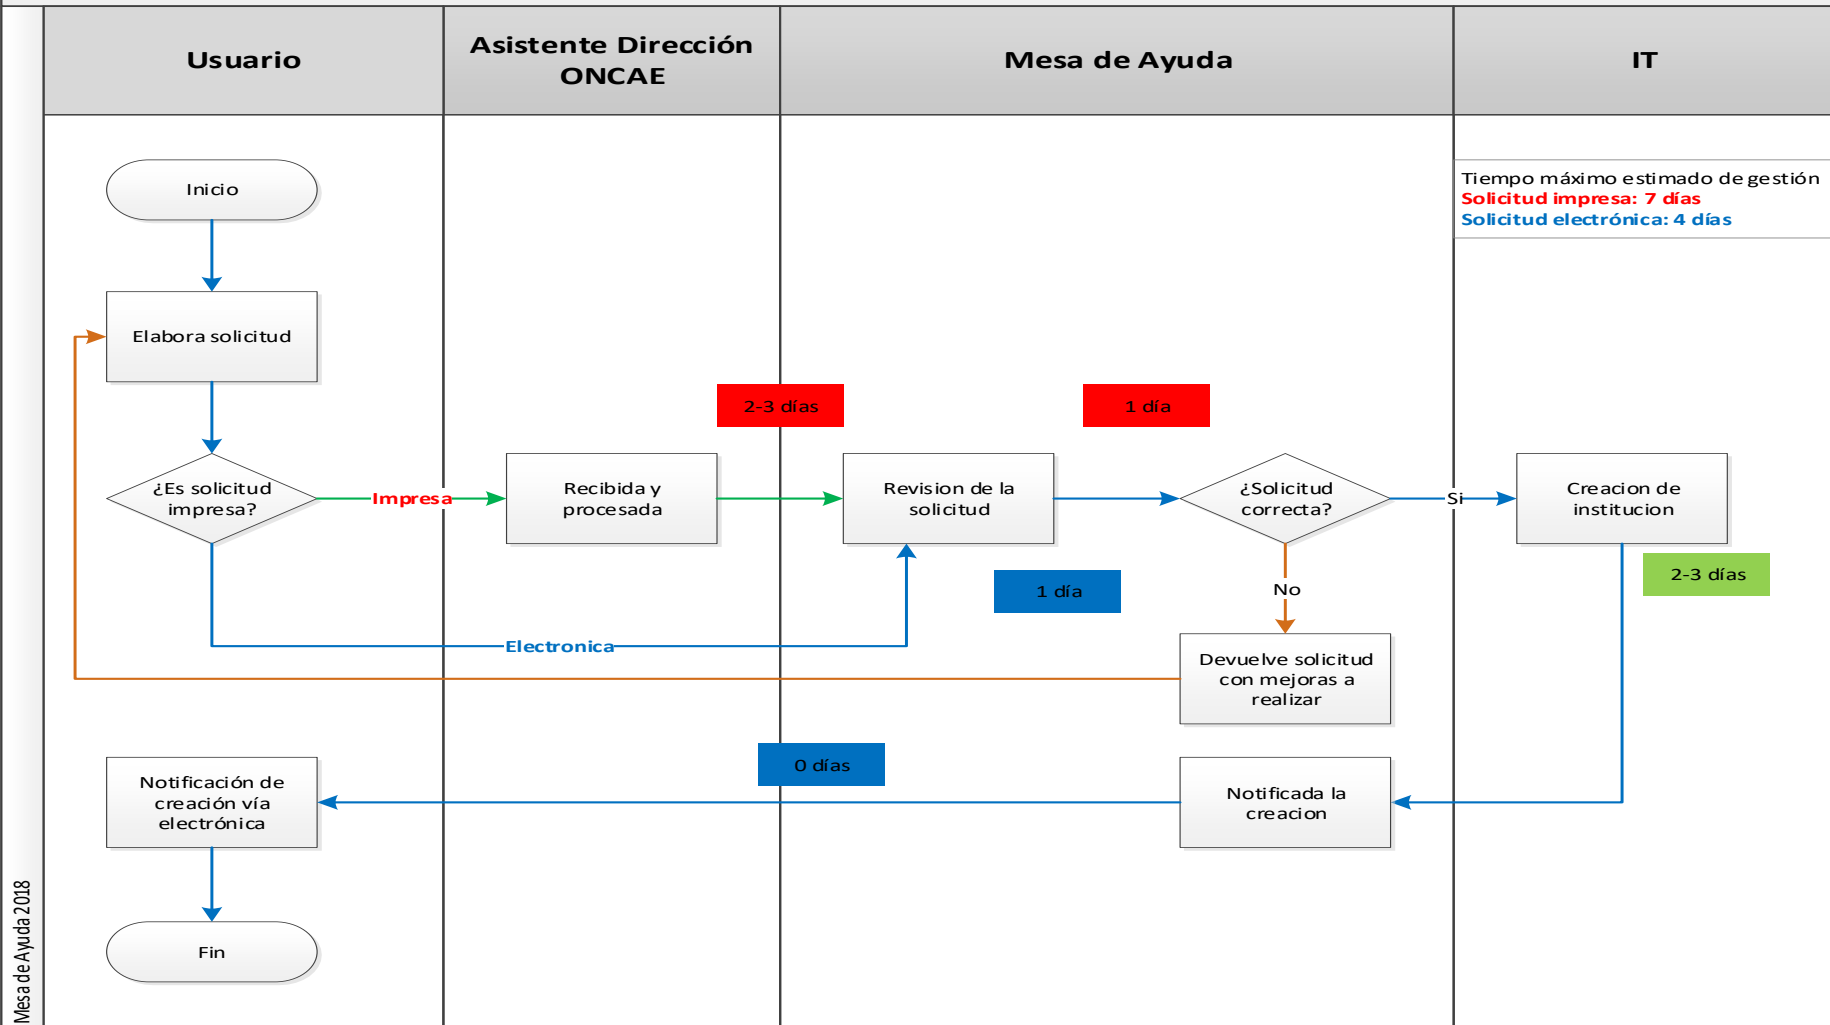 Usuario
Asistente Dirección
ONCAE
Mesa de Ayuda
IT
Inicio
Tiempo máximo estimado de gestión
Solicitud impresa: 7 días
Solicitud electrónica: 4 días
Elabora solicitud
2-3 días
1 día
¿Es solicitud
impresa?
Impresa
Recibida y
procesada
Revision de la
solicitud
¿Solicitud
correcta?
Si
Creacion de
institucion
1 día
No
2-3 días
Electronica
Devuelve solicitud
con mejoras a
realizar
0 días
Notificación de
creación vía
electrónica
Notificada la
creacion
Fin
Mesa de Ayuda 2018